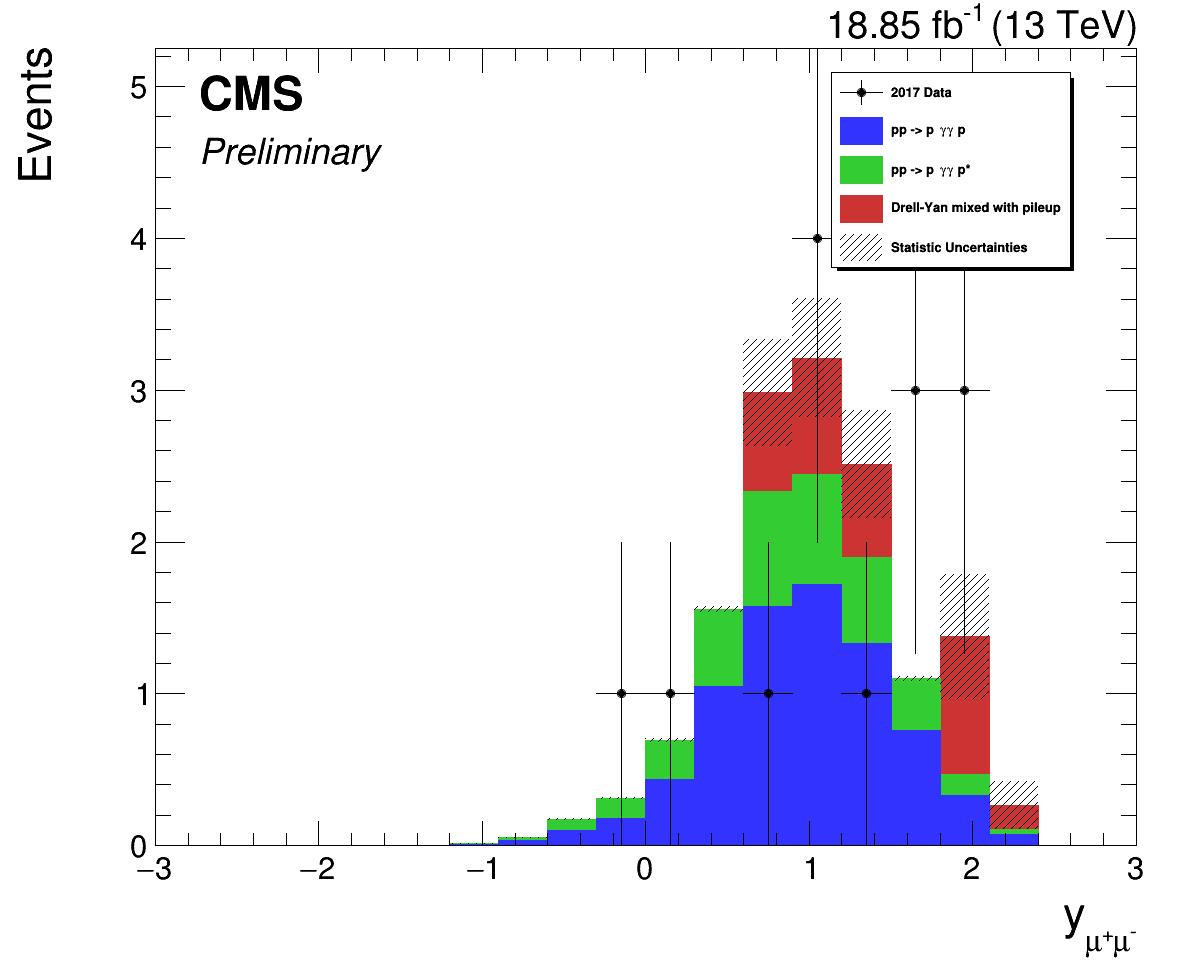 18.85 fb⁻¹ (13 TeV)
Events
CMS
Preliminary
2017 Data
pp -> p γγ p
pp -> p γγ p*
Drell-Yan mixed with pileup
Statistic Uncertainties
5
4
3
2
1
0
−3 −2 −1 0 1 2 3
y μ⁺μ⁻